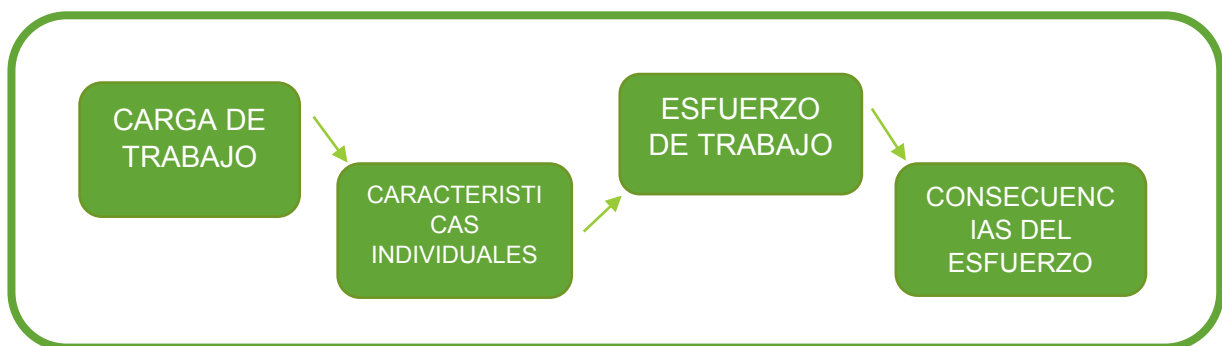 CARGA DE
TRABAJO
CARACTERISTI
CAS
INDIVIDUALES
ESFUERZO
DE TRABAJO
CONSECUENC
IAS DEL
ESFUERZO